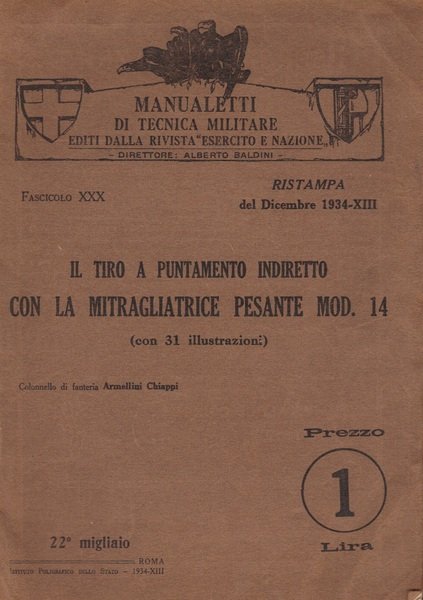 MANUALETTI
DI TECNICA MILITARE
EDITI DALLA RIVISTA "ESERCITO E NAZIONE"
- DIRETTORE: ALBERTO BALDINI -
FASCICOLO XXX
RISTAMPA
del Dicembre 1934-XIII
IL TIRO A PUNTAMENTO INDIRETTO
CON LA MITRAGLIATRICE PESANTE MOD. 14
(con 31 illustrazioni)
Colonnello di fanteria Armellini Chiappi
Prezzo
1
Lira
22º migliaio
ROMA
ISTITUTO POLIGRAFICO DELLO STATO - 1934-XIII